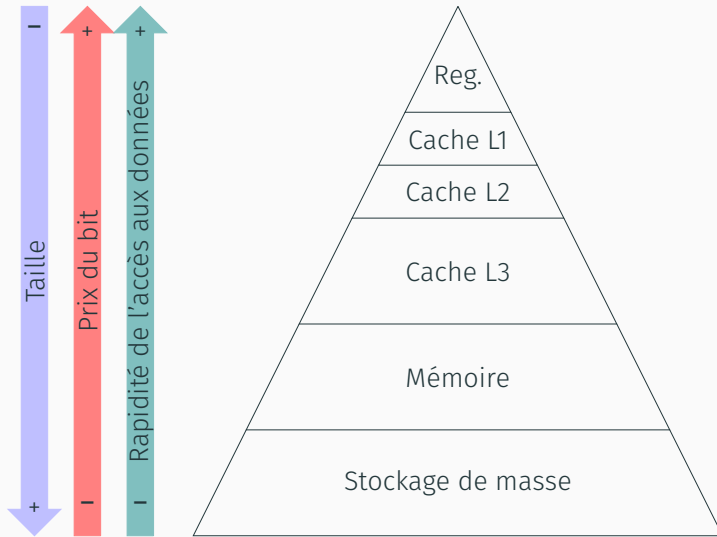 −
+
+
Taille
Prix du bit
Rapidité de l'accès aux données
+
−
−
Reg.
Cache L1
Cache L2
Cache L3
Mémoire
Stockage de masse